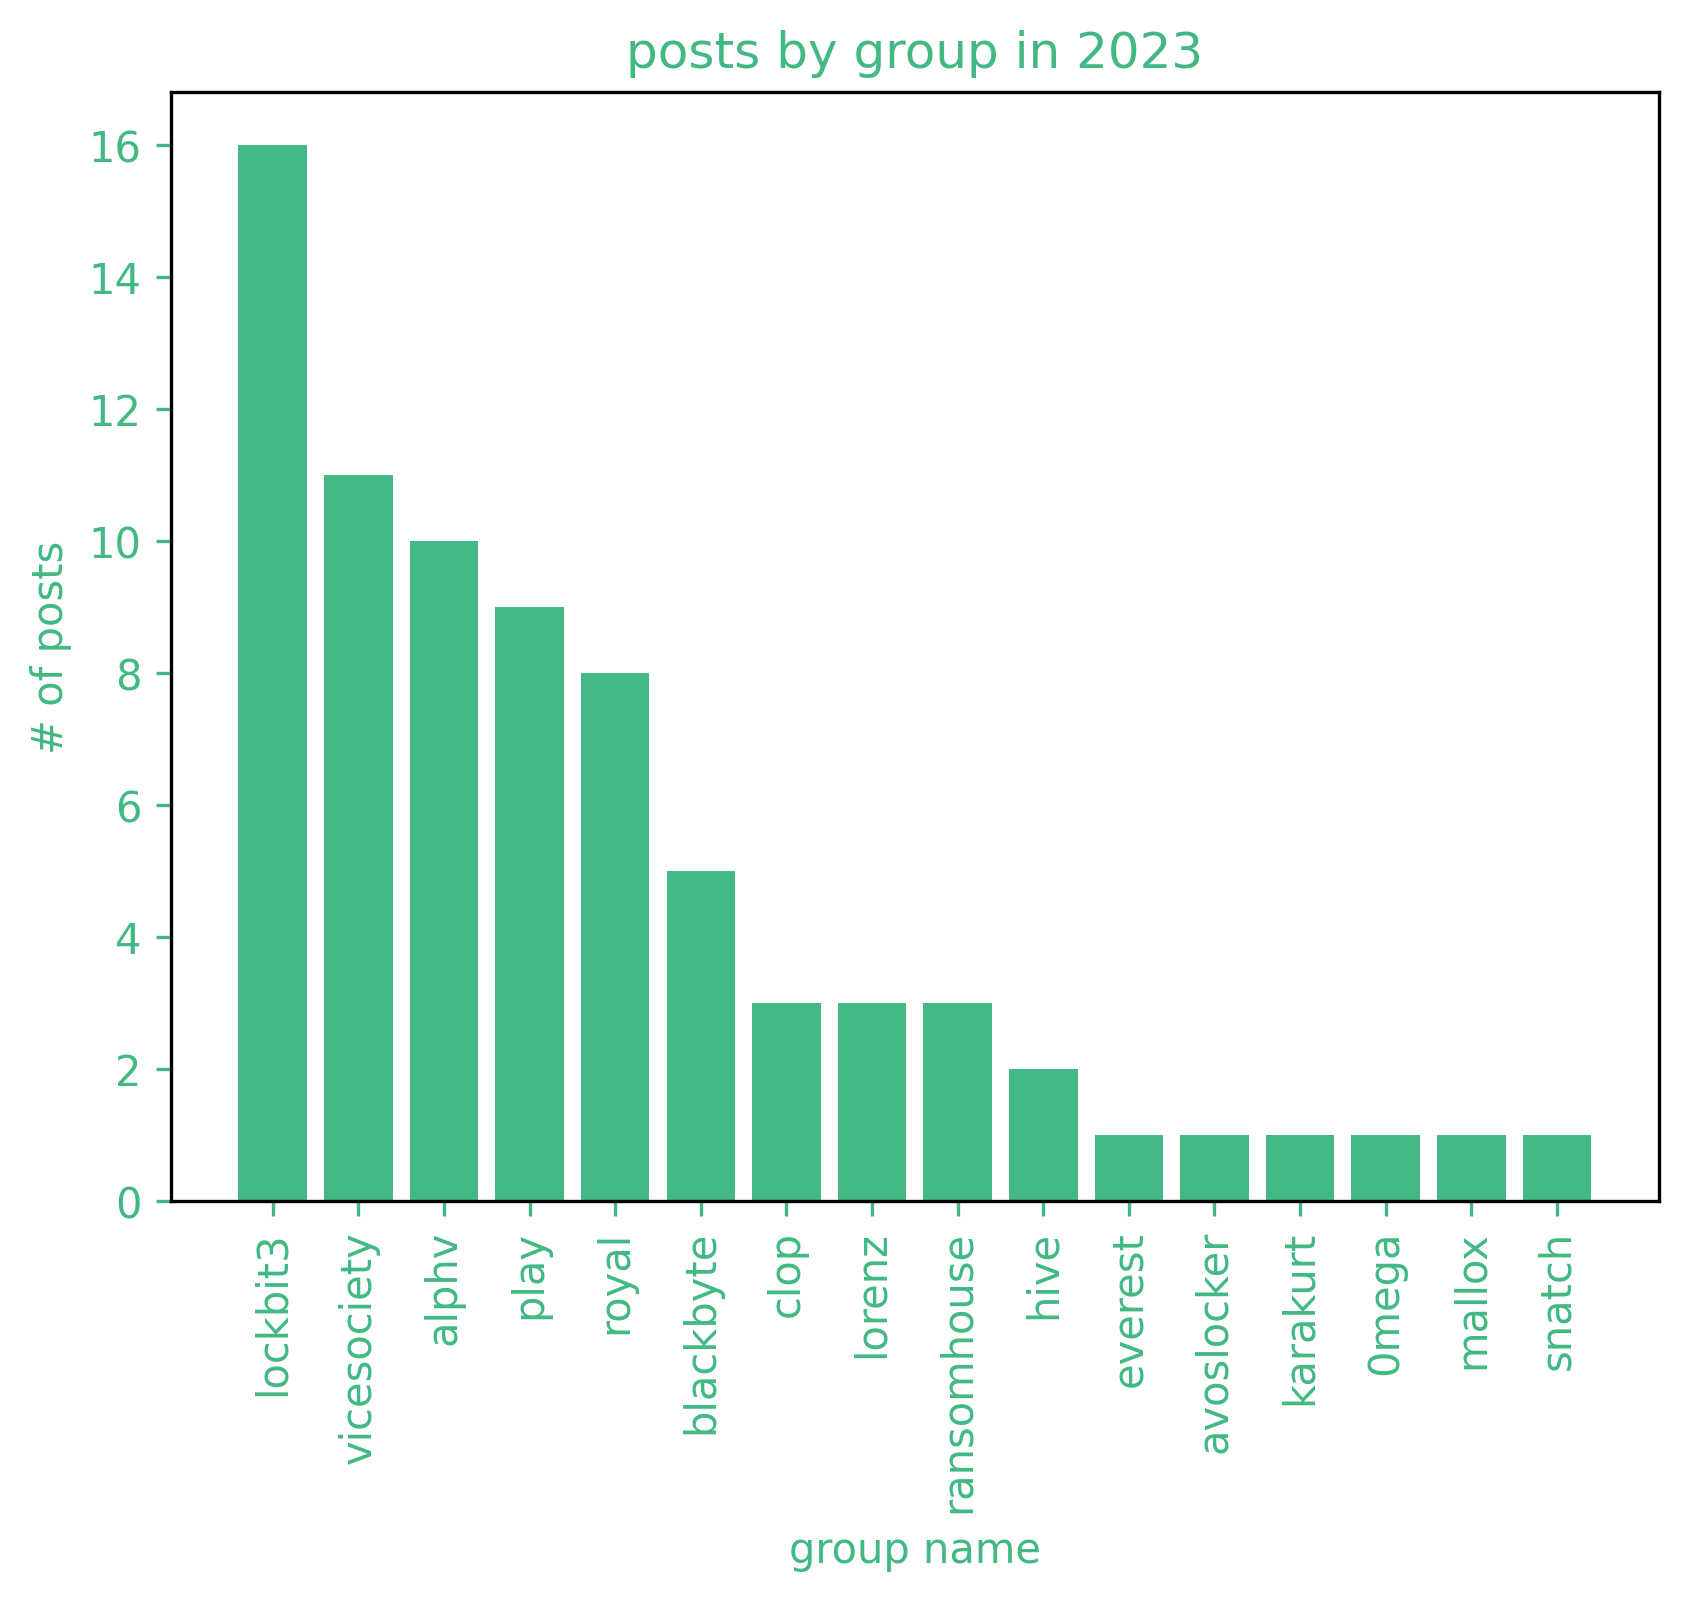 posts by group in 2023
# of posts
16
14
12
10
8
6
4
2
0
lockbit3
vicesociety
alphv
play
royal
blackbyte
clop
lorenz
ransomhouse
hive
everest
avoslocker
karakurt
0mega
mallox
snatch
group name